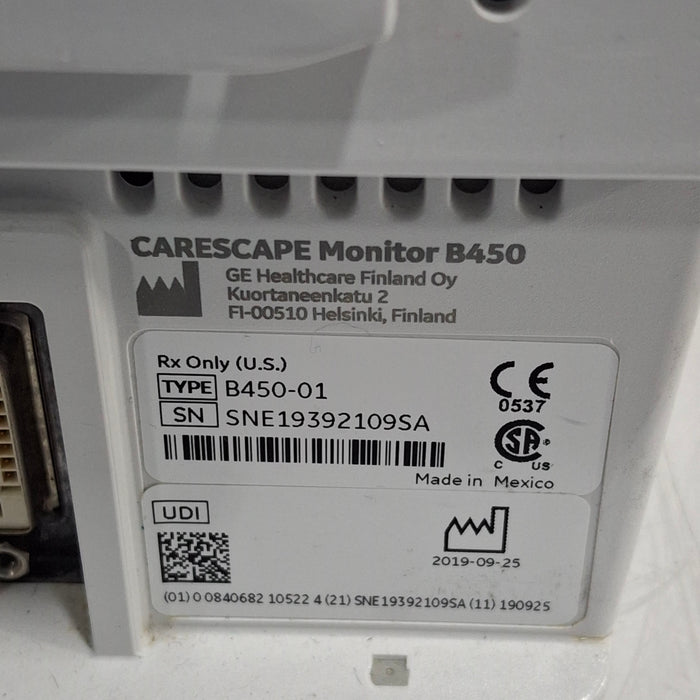 CARESCAPE Monitor B450
GE Healthcare Finland Oy
Kuortaneenkatu 2
FI-00510 Helsinki, Finland
Rx Only (U.S.)
TYPE B450-01
SN SNE19392109SA
CE
0537
SA
C US
Made in Mexico
UDI
2019-09-25
(01) 0 0840682 10522 4 (21) SNE19392109SA (11) 190925